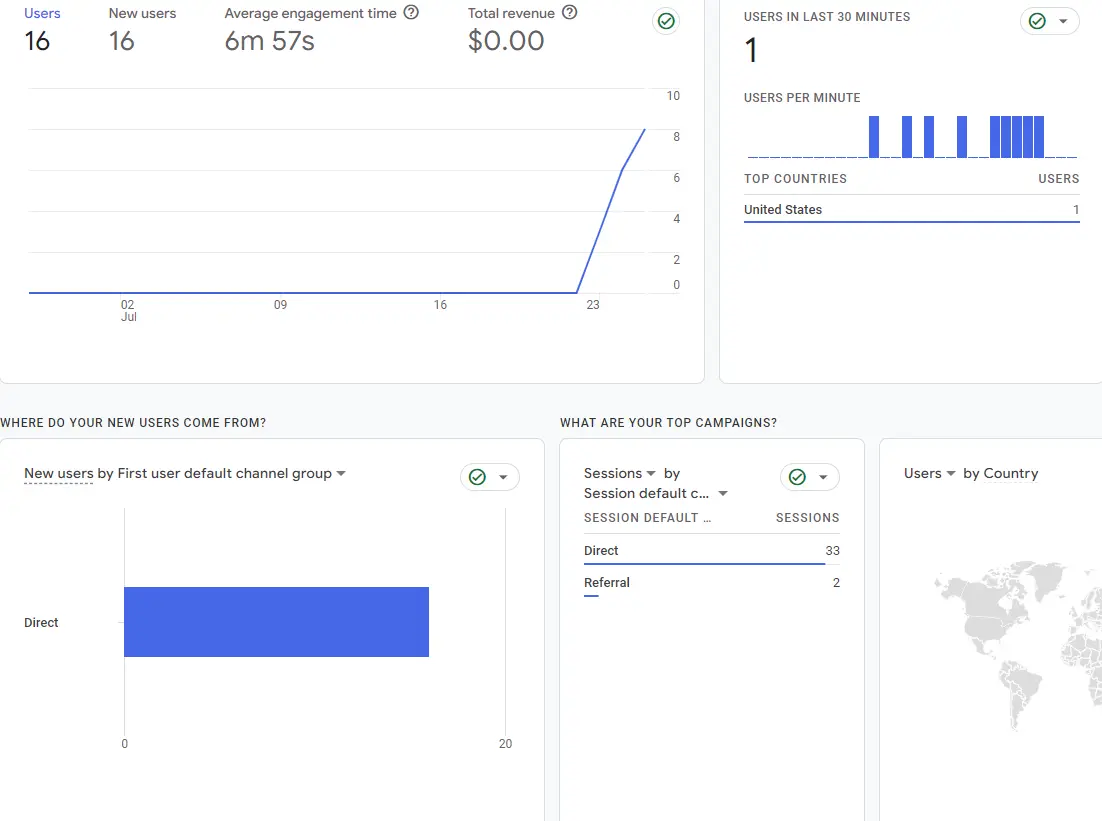 Users
16
New users
16
Average engagement time
6m 57s
Total revenue
$0.00
10
8
6
4
2
0
02
Jul
09
16
23
USERS IN LAST 30 MINUTES
1
USERS PER MINUTE
TOP COUNTRIES USERS
United States 1
WHERE DO YOUR NEW USERS COME FROM?
New users by First user default channel group
Direct
0 20
WHAT ARE YOUR TOP CAMPAIGNS?
Sessions by
Session default c...
SESSION DEFAULT ... SESSIONS
Direct 33
Referral 2
Users by Country